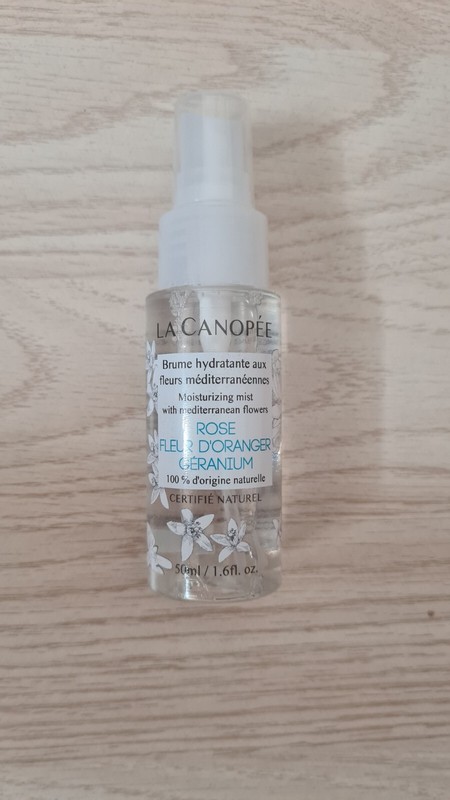 LA CANOPÉE
Brume hydratante aux
fleurs méditerranéennes
Moisturizing mist
with mediterranean flowers
ROSE
FLEUR D'ORANGER
GÉRANIUM
100 % d'origine naturelle
CERTIFIÉ NATUREL
50ml / 1.6fl. oz.